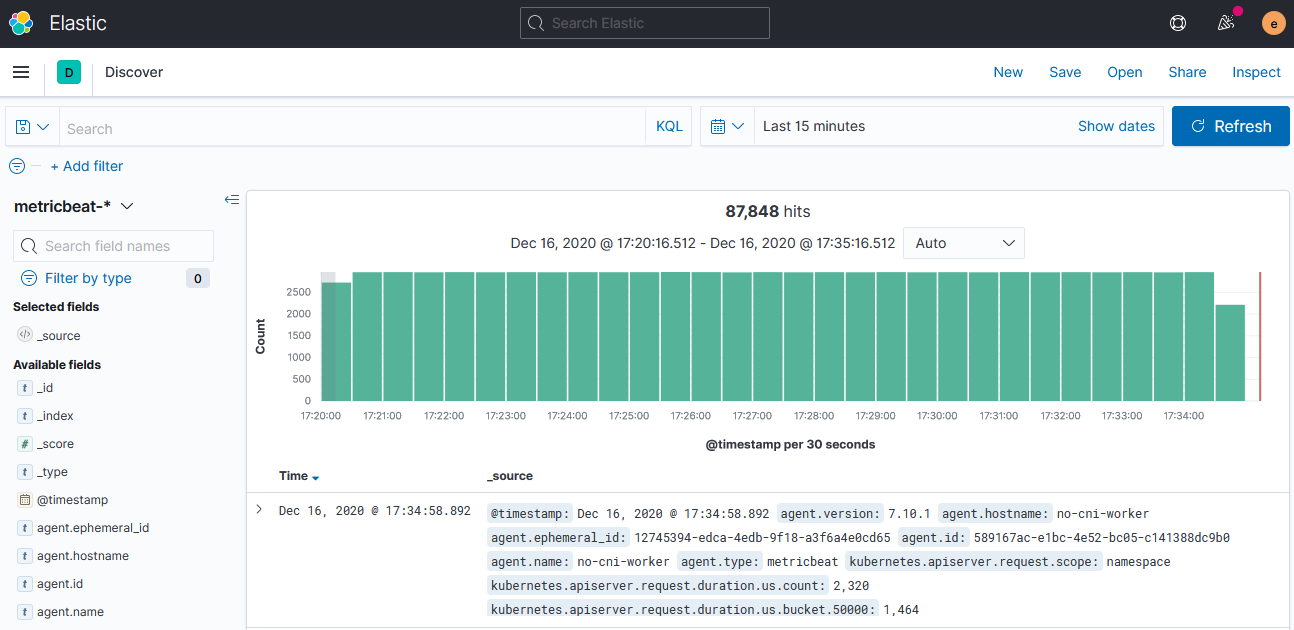 Elastic
Search Elastic
e
D
Discover
New Save Open Share Inspect
Search
KQL
Last 15 minutes
Show dates
Refresh
+ Add filter
metricbeat-*
Search field names
Filter by type 0
Selected fields
</> _source
Available fields
t _id
t _index
# _score
t _type
@timestamp
t agent.ephemeral_id
t agent.hostname
t agent.id
t agent.name
87,848 hits
Dec 16, 2020 @ 17:20:16.512 - Dec 16, 2020 @ 17:35:16.512 Auto
Count
2500
2000
1500
1000
500
0
17:20:00 17:21:00 17:22:00 17:23:00 17:24:00 17:25:00 17:26:00 17:27:00 17:28:00 17:29:00 17:30:00 17:31:00 17:32:00 17:33:00 17:34:00
@timestamp per 30 seconds
Time _source
Dec 16, 2020 @ 17:34:58.892
@timestamp: Dec 16, 2020 @ 17:34:58.892 agent.version: 7.10.1 agent.hostname: no-cni-worker
agent.ephemeral_id: 12745394-edca-4edb-9f18-a3f6a4e0cd65 agent.id: 589167ac-e1bc-4e52-bc05-c141388dc9b0
agent.name: no-cni-worker agent.type: metricbeat kubernetes.apiserver.request.scope: namespace
kubernetes.apiserver.request.duration.us.count: 2,320
kubernetes.apiserver.request.duration.us.bucket.50000: 1,464